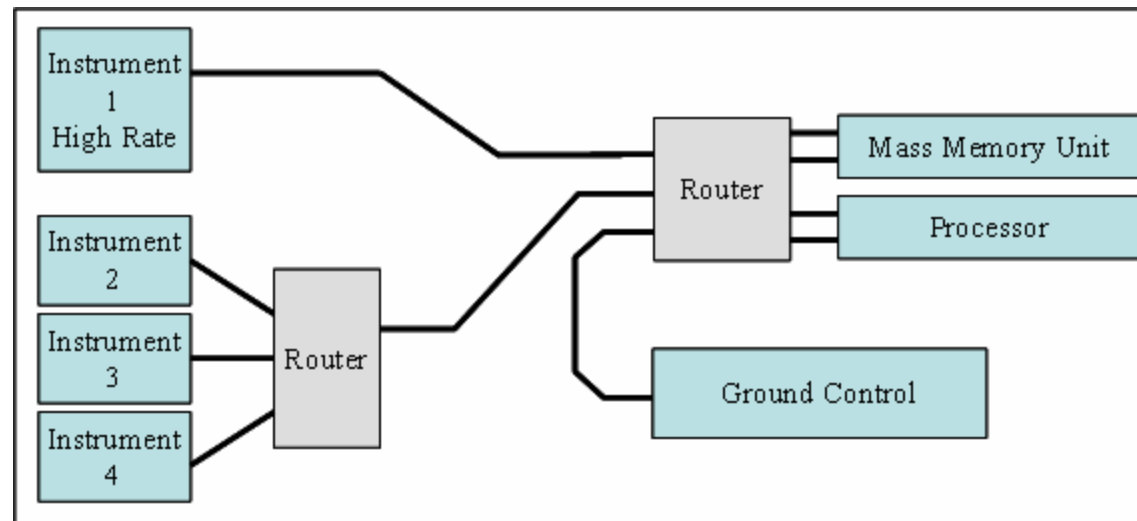 Instrument
1
High Rate
Instrument
2
Instrument
3
Instrument
4
Router
Router
Mass Memory Unit
Processor
Ground Control